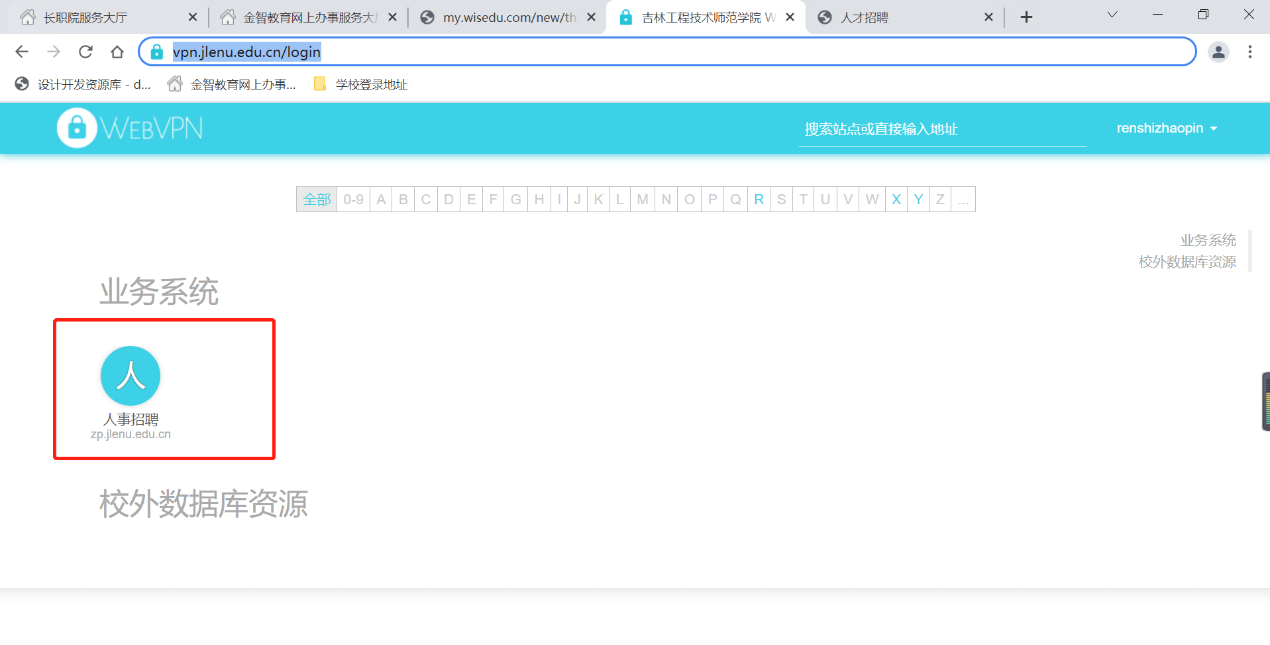 长职院服务大厅
金智教育网上办事服务大厅
my.wisedu.com/new/th
吉林工程技术师范学院 W
人才招聘
vpn.jlenu.edu.cn/login
设计开发资源库 - d...
金智教育网上办事...
学校登录地址
WEBVPN
搜索站点或直接输入地址
renshizhaopin
全部 0-9 A B C D E F G H I J K L M N O P Q R S T U V W X Y Z ...
业务系统
校外数据库资源
业务系统
人
人事招聘
zp.jlenu.edu.cn
校外数据库资源